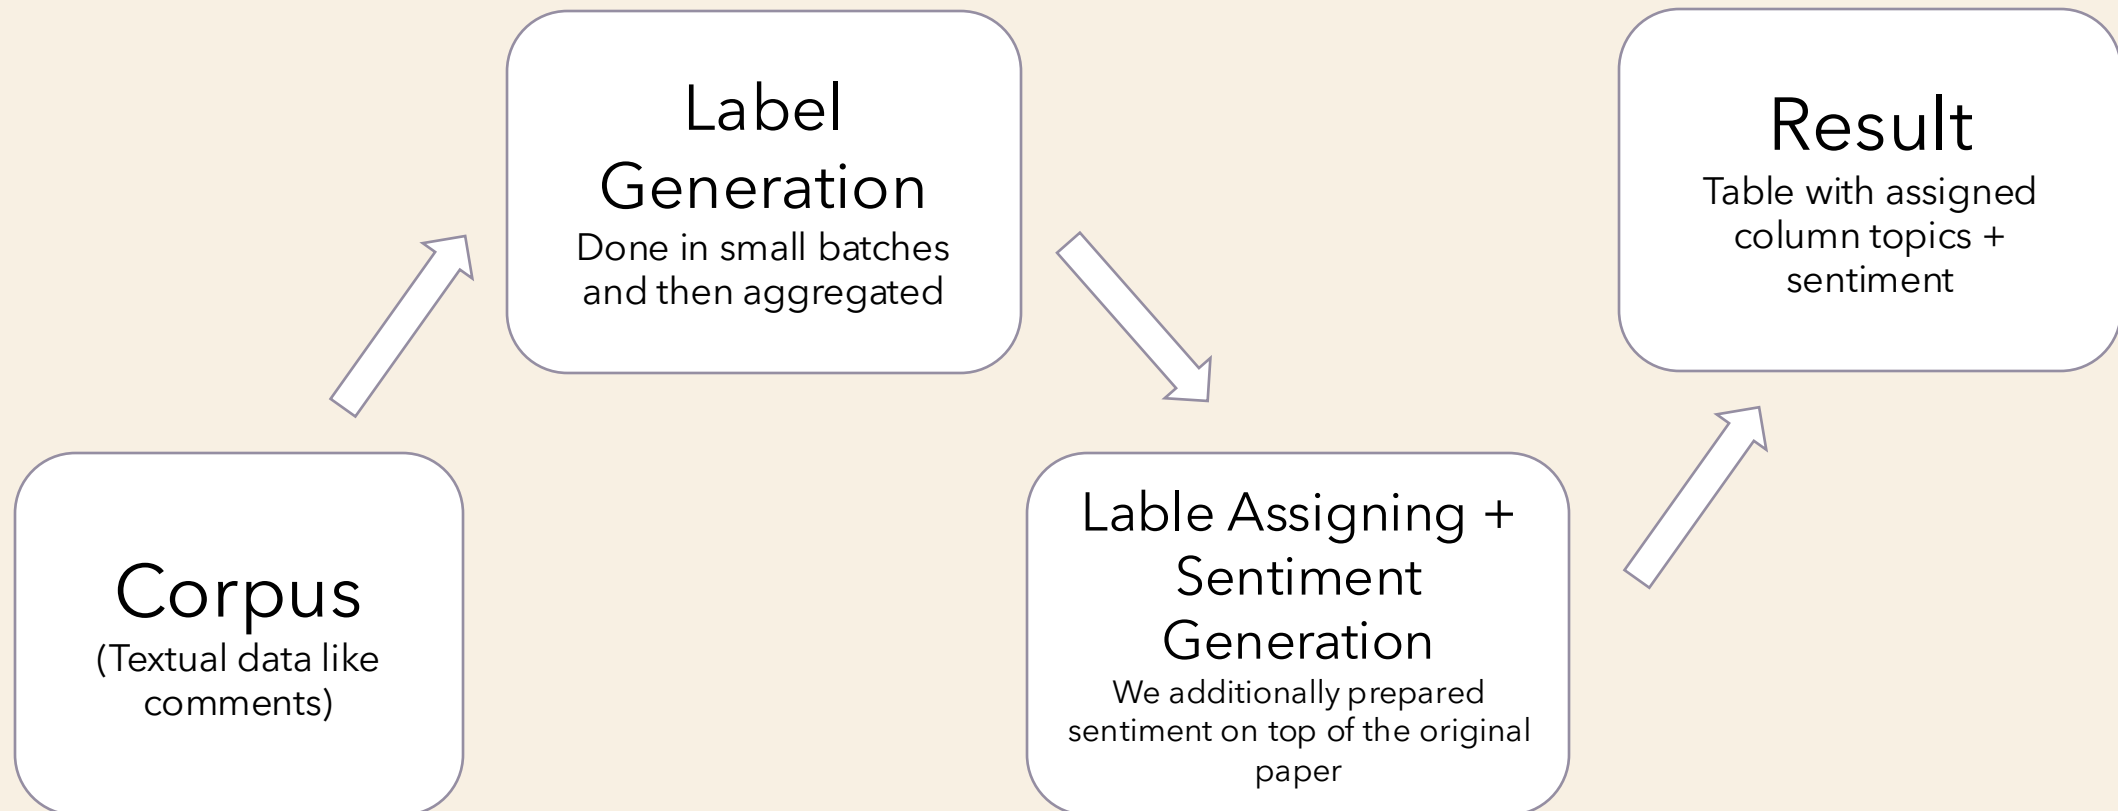 Corpus
(Textual data like
comments)
Label
Generation
Done in small batches
and then aggregated
Lable Assigning +
Sentiment
Generation
We additionally prepared
sentiment on top of the original
paper
Result
Table with assigned
column topics +
sentiment